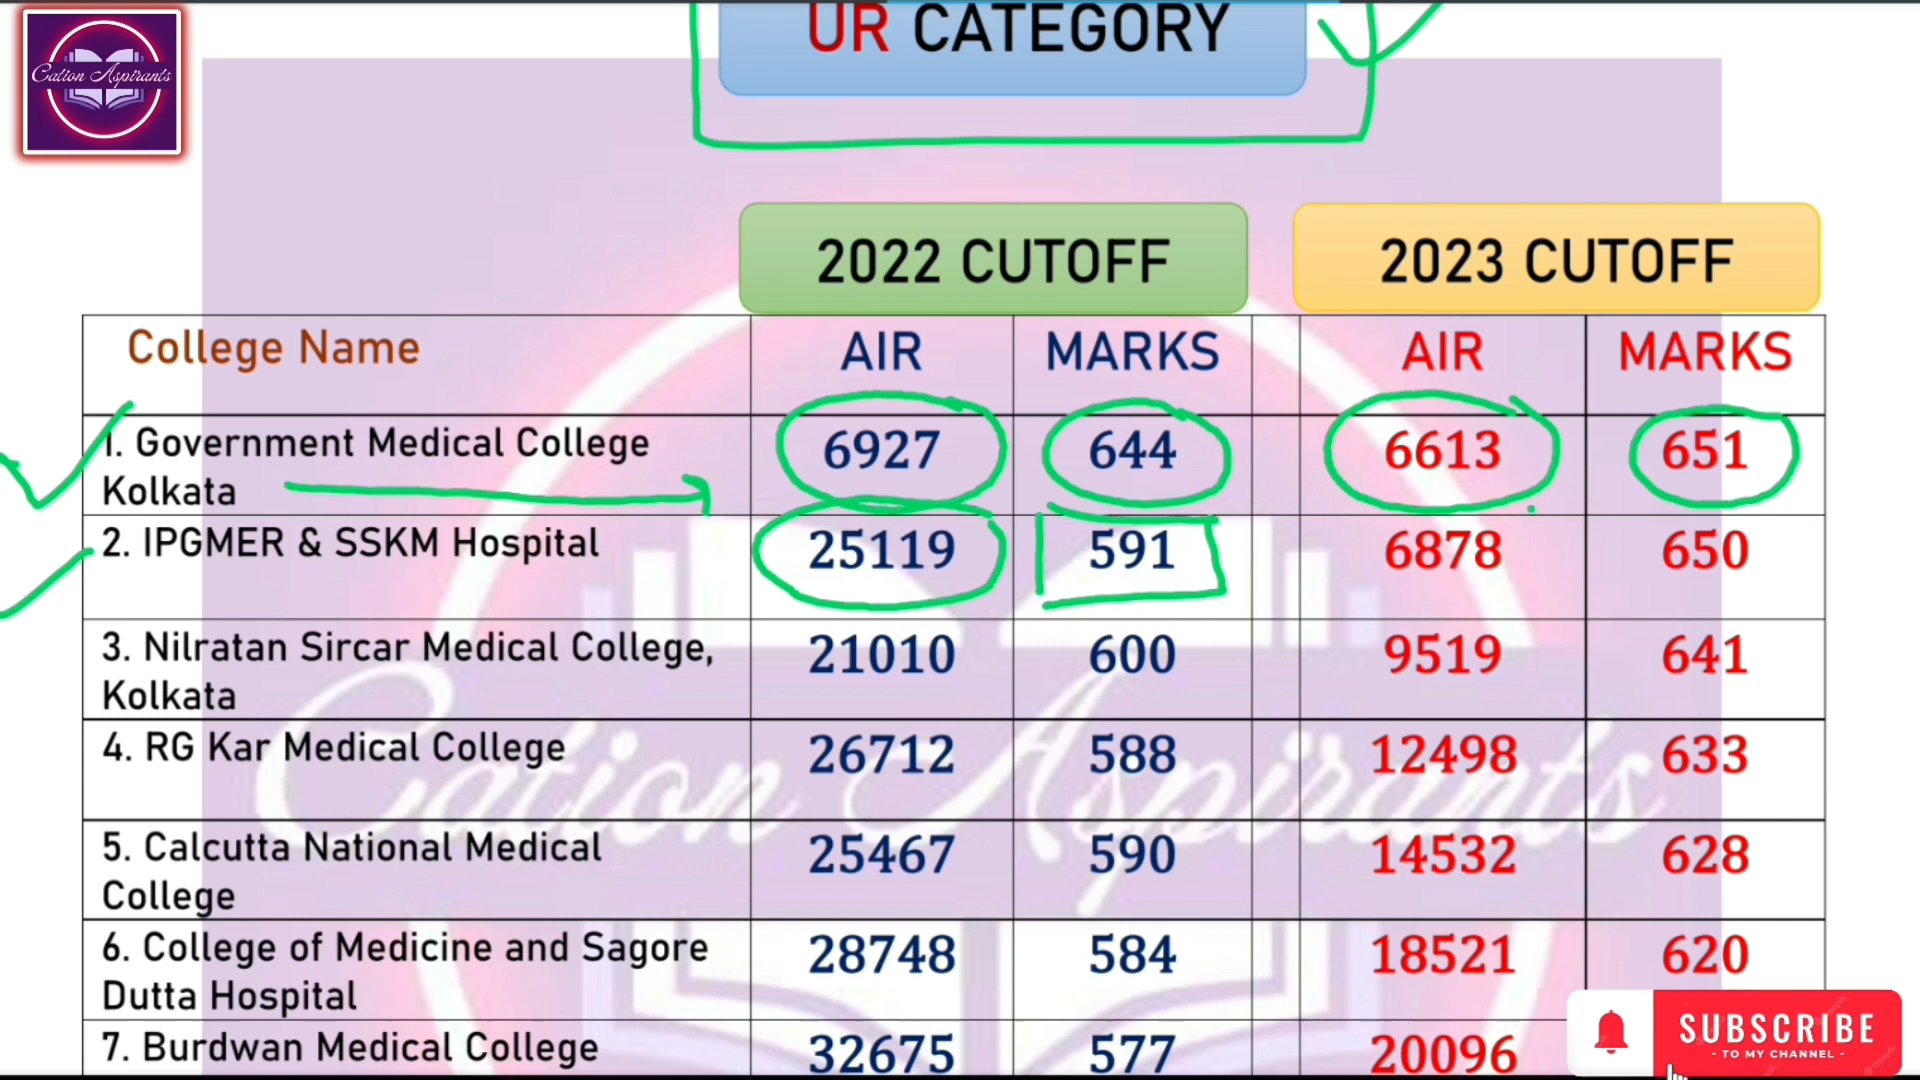 UR CATEGORY
Cation Aspirants
2022 CUTOFF 2023 CUTOFF
College Name AIR MARKS AIR MARKS
1. Government Medical College
Kolkata 6927 644 6613 651
2. IPGMER & SSKM Hospital 25119 591 6878 650
3. Nilratan Sircar Medical College,
Kolkata 21010 600 9519 641
4. RG Kar Medical College 26712 588 12498 633
5. Calcutta National Medical
College 25467 590 14532 628
6. College of Medicine and Sagore
Dutta Hospital 28748 584 18521 620
7. Burdwan Medical College 32675 577 20096
Cation Aspirants
SUBSCRIBE
- TO MY CHANNEL -